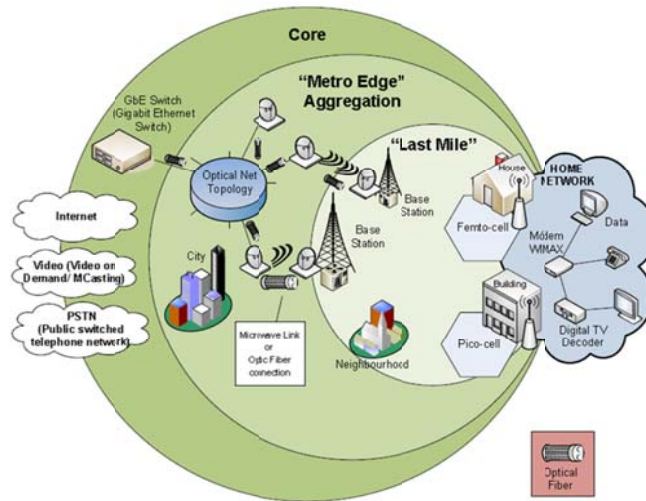 Core
"Metro Edge"
Aggregation
GbE Switch
(Gigabit Ethernet
Switch)
"Last Mile"
Optical Net
Topology
House
HOME
NETWORK
Data
Base
Station
Internet
Femto-cell
Módem
WIMAX
Base
Station
City
Video (Video on
Demand/ MCasting)
Building
PSTN
(Public switched
telephone network)
Digital TV
Decoder
Microwave Link
or
Optic Fiber
connection
Neighbourhood
Pico-cell
Optical
Fiber